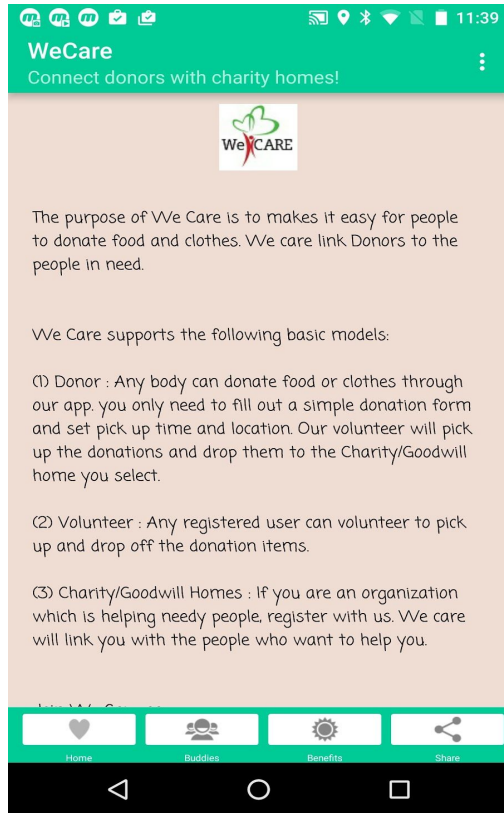 11:39
WeCare
Connect donors with charity homes!
We CARE
The purpose of We Care is to makes it easy for people
to donate food and clothes. We care link Donors to the
people in need.
We Care supports the following basic models:
(1) Donor : Any body can donate food or clothes through
our app. you only need to fill out a simple donation form
and set pick up time and location. Our volunteer will pick
up the donations and drop them to the Charity/Goodwill
home you select.
(2) Volunteer : Any registered user can volunteer to pick
up and drop off the donation items.
(3) Charity/Goodwill Homes : If you are an organization
which is helping needy people, register with us. We care
will link you with the people who want to help you.
Home
Buddies
Benefits
Share